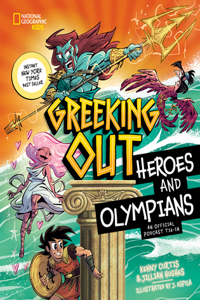 NATIONAL
GEOGRAPHIC
KIDS
INSTANT
NEW YORK
TIMES
BEST SELLER
GREEKING
OUT
HEROES
AND
OLYMPIANS
AN OFFICIAL
PODCAST TIE-IN
KENNY CURTIS
& JILLIAN HUGHES
ILLUSTRATED BY J. ESPILA